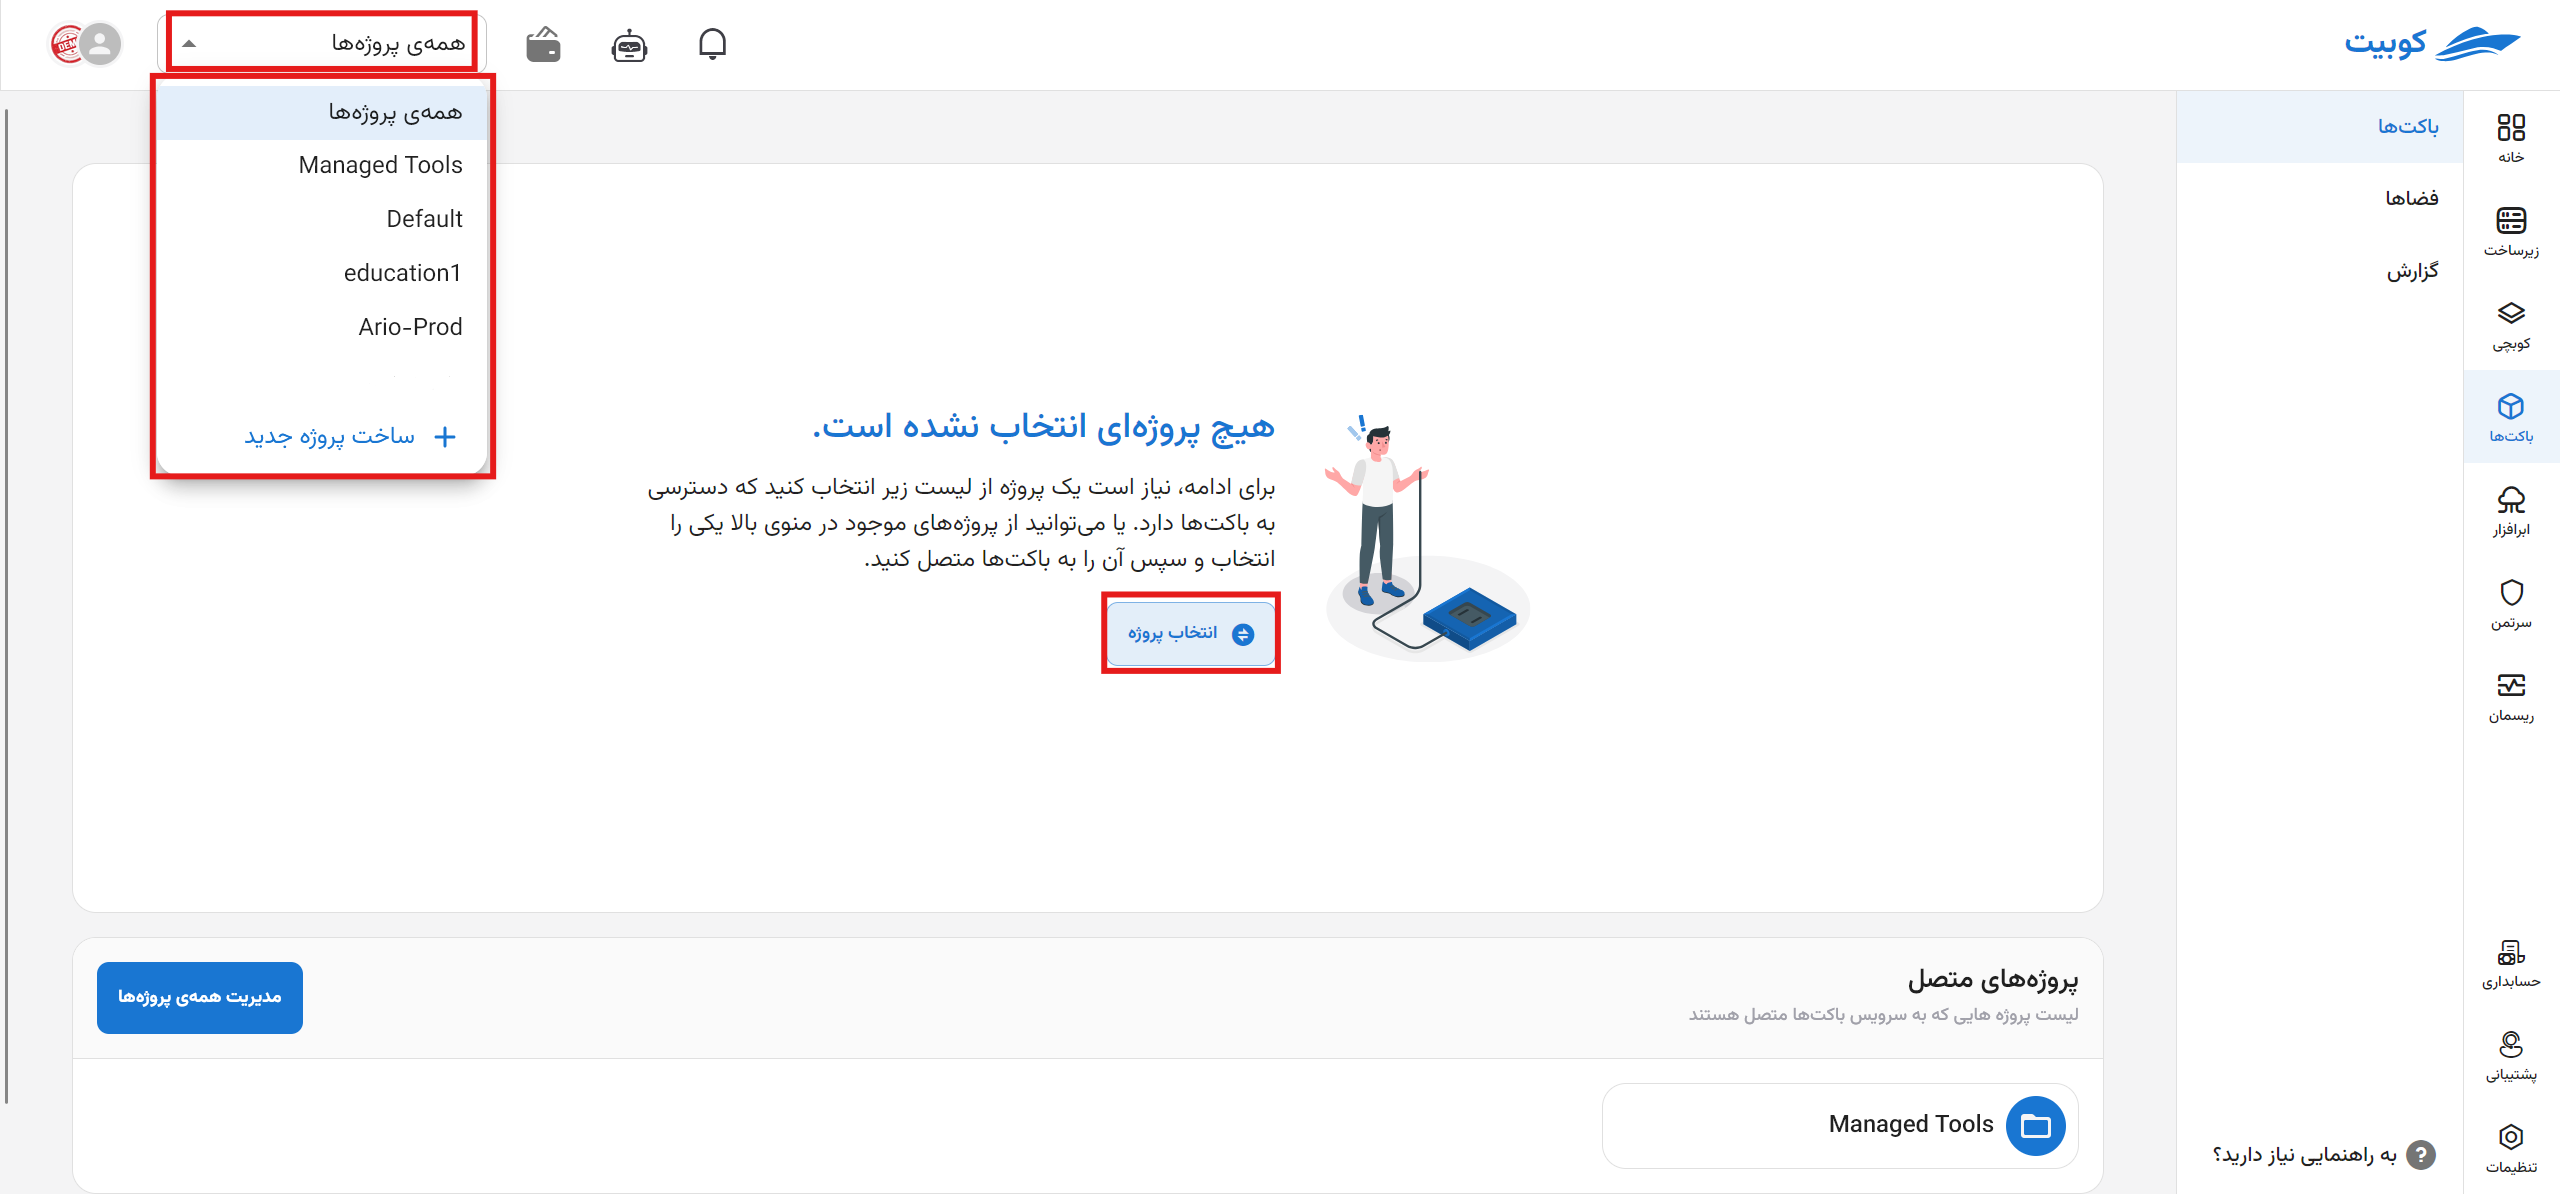 کوبیت
همه‌ی پروژه‌ها
همه‌ی پروژه‌ها
Managed Tools
Default
education1
Ario-Prod
ساخت پروژه جدید
خانه
زیرساخت
کوبچی
باکت‌ها
ابرافزار
سرتمن
ریسمان
حسابداری
پشتیبانی
تنظیمات
باکت‌ها
فضاها
گزارش
به راهنمایی نیاز دارید؟
هیچ پروژه‌ای انتخاب نشده است.
برای ادامه، نیاز است یک پروژه از لیست زیر انتخاب کنید که دسترسی
به باکت‌ها دارد. یا می‌توانید از پروژه‌های موجود در منوی بالا یکی را
انتخاب و سپس آن را به باکت‌ها متصل کنید.
انتخاب پروژه
پروژه‌های متصل
لیست پروژه هایی که به سرویس باکت‌ها متصل هستند
مدیریت همه‌ی پروژه‌ها
Managed Tools